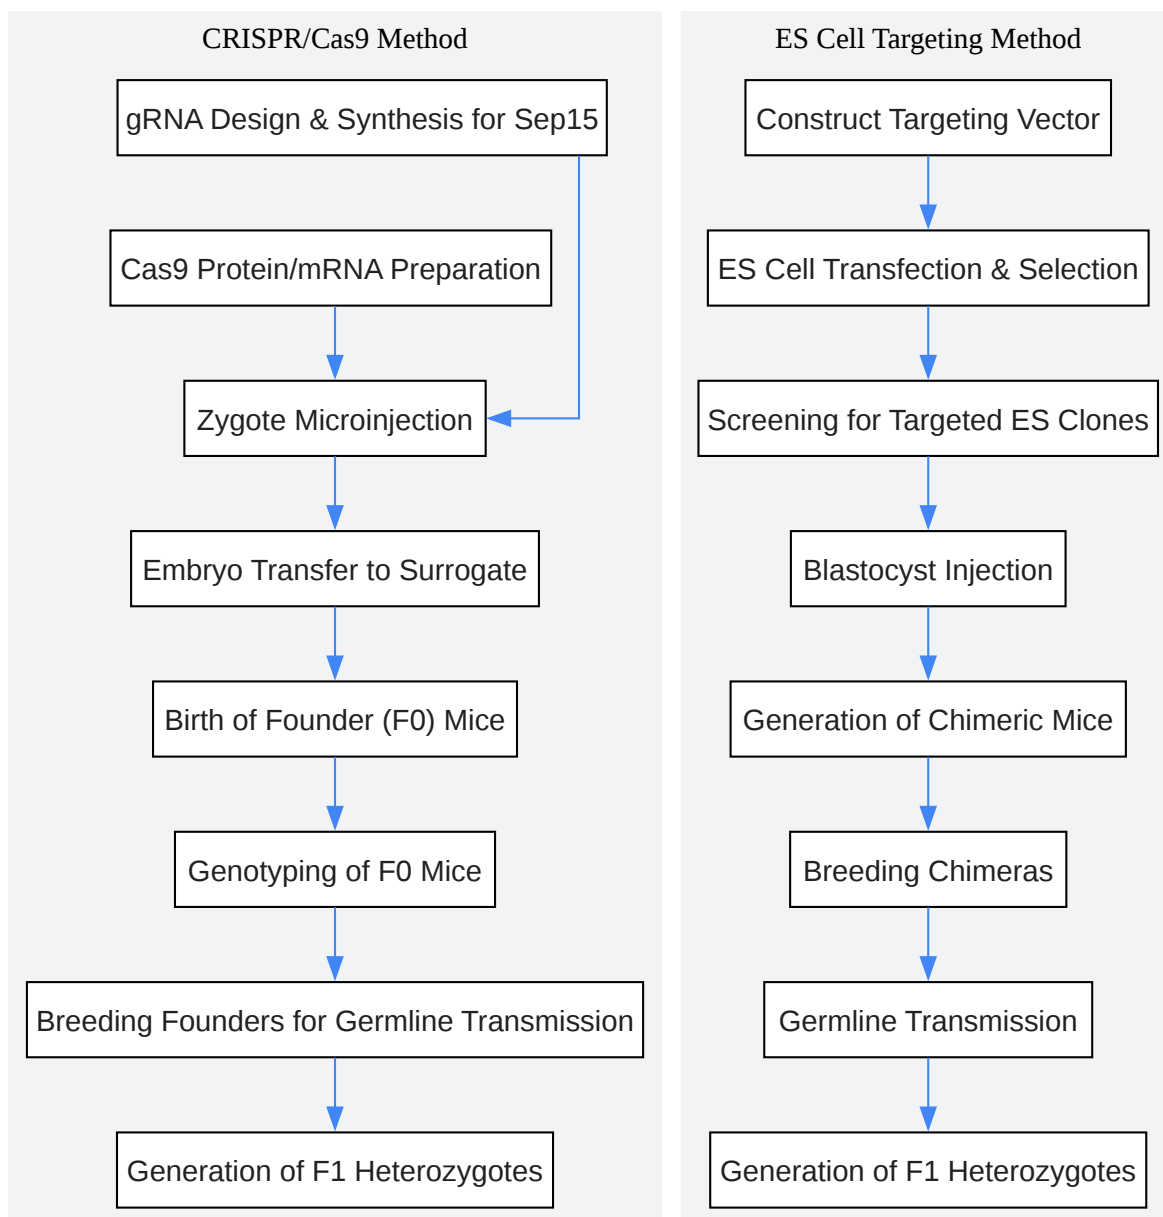 CRISPR/Cas9 Method
gRNA Design & Synthesis for Sep15
Cas9 Protein/mRNA Preparation
Zygote Microinjection
Embryo Transfer to Surrogate
Birth of Founder (F0) Mice
Genotyping of F0 Mice
Breeding Founders for Germline Transmission
Generation of F1 Heterozygotes
ES Cell Targeting Method
Construct Targeting Vector
ES Cell Transfection & Selection
Screening for Targeted ES Clones
Blastocyst Injection
Generation of Chimeric Mice
Breeding Chimeras
Germline Transmission
Generation of F1 Heterozygotes